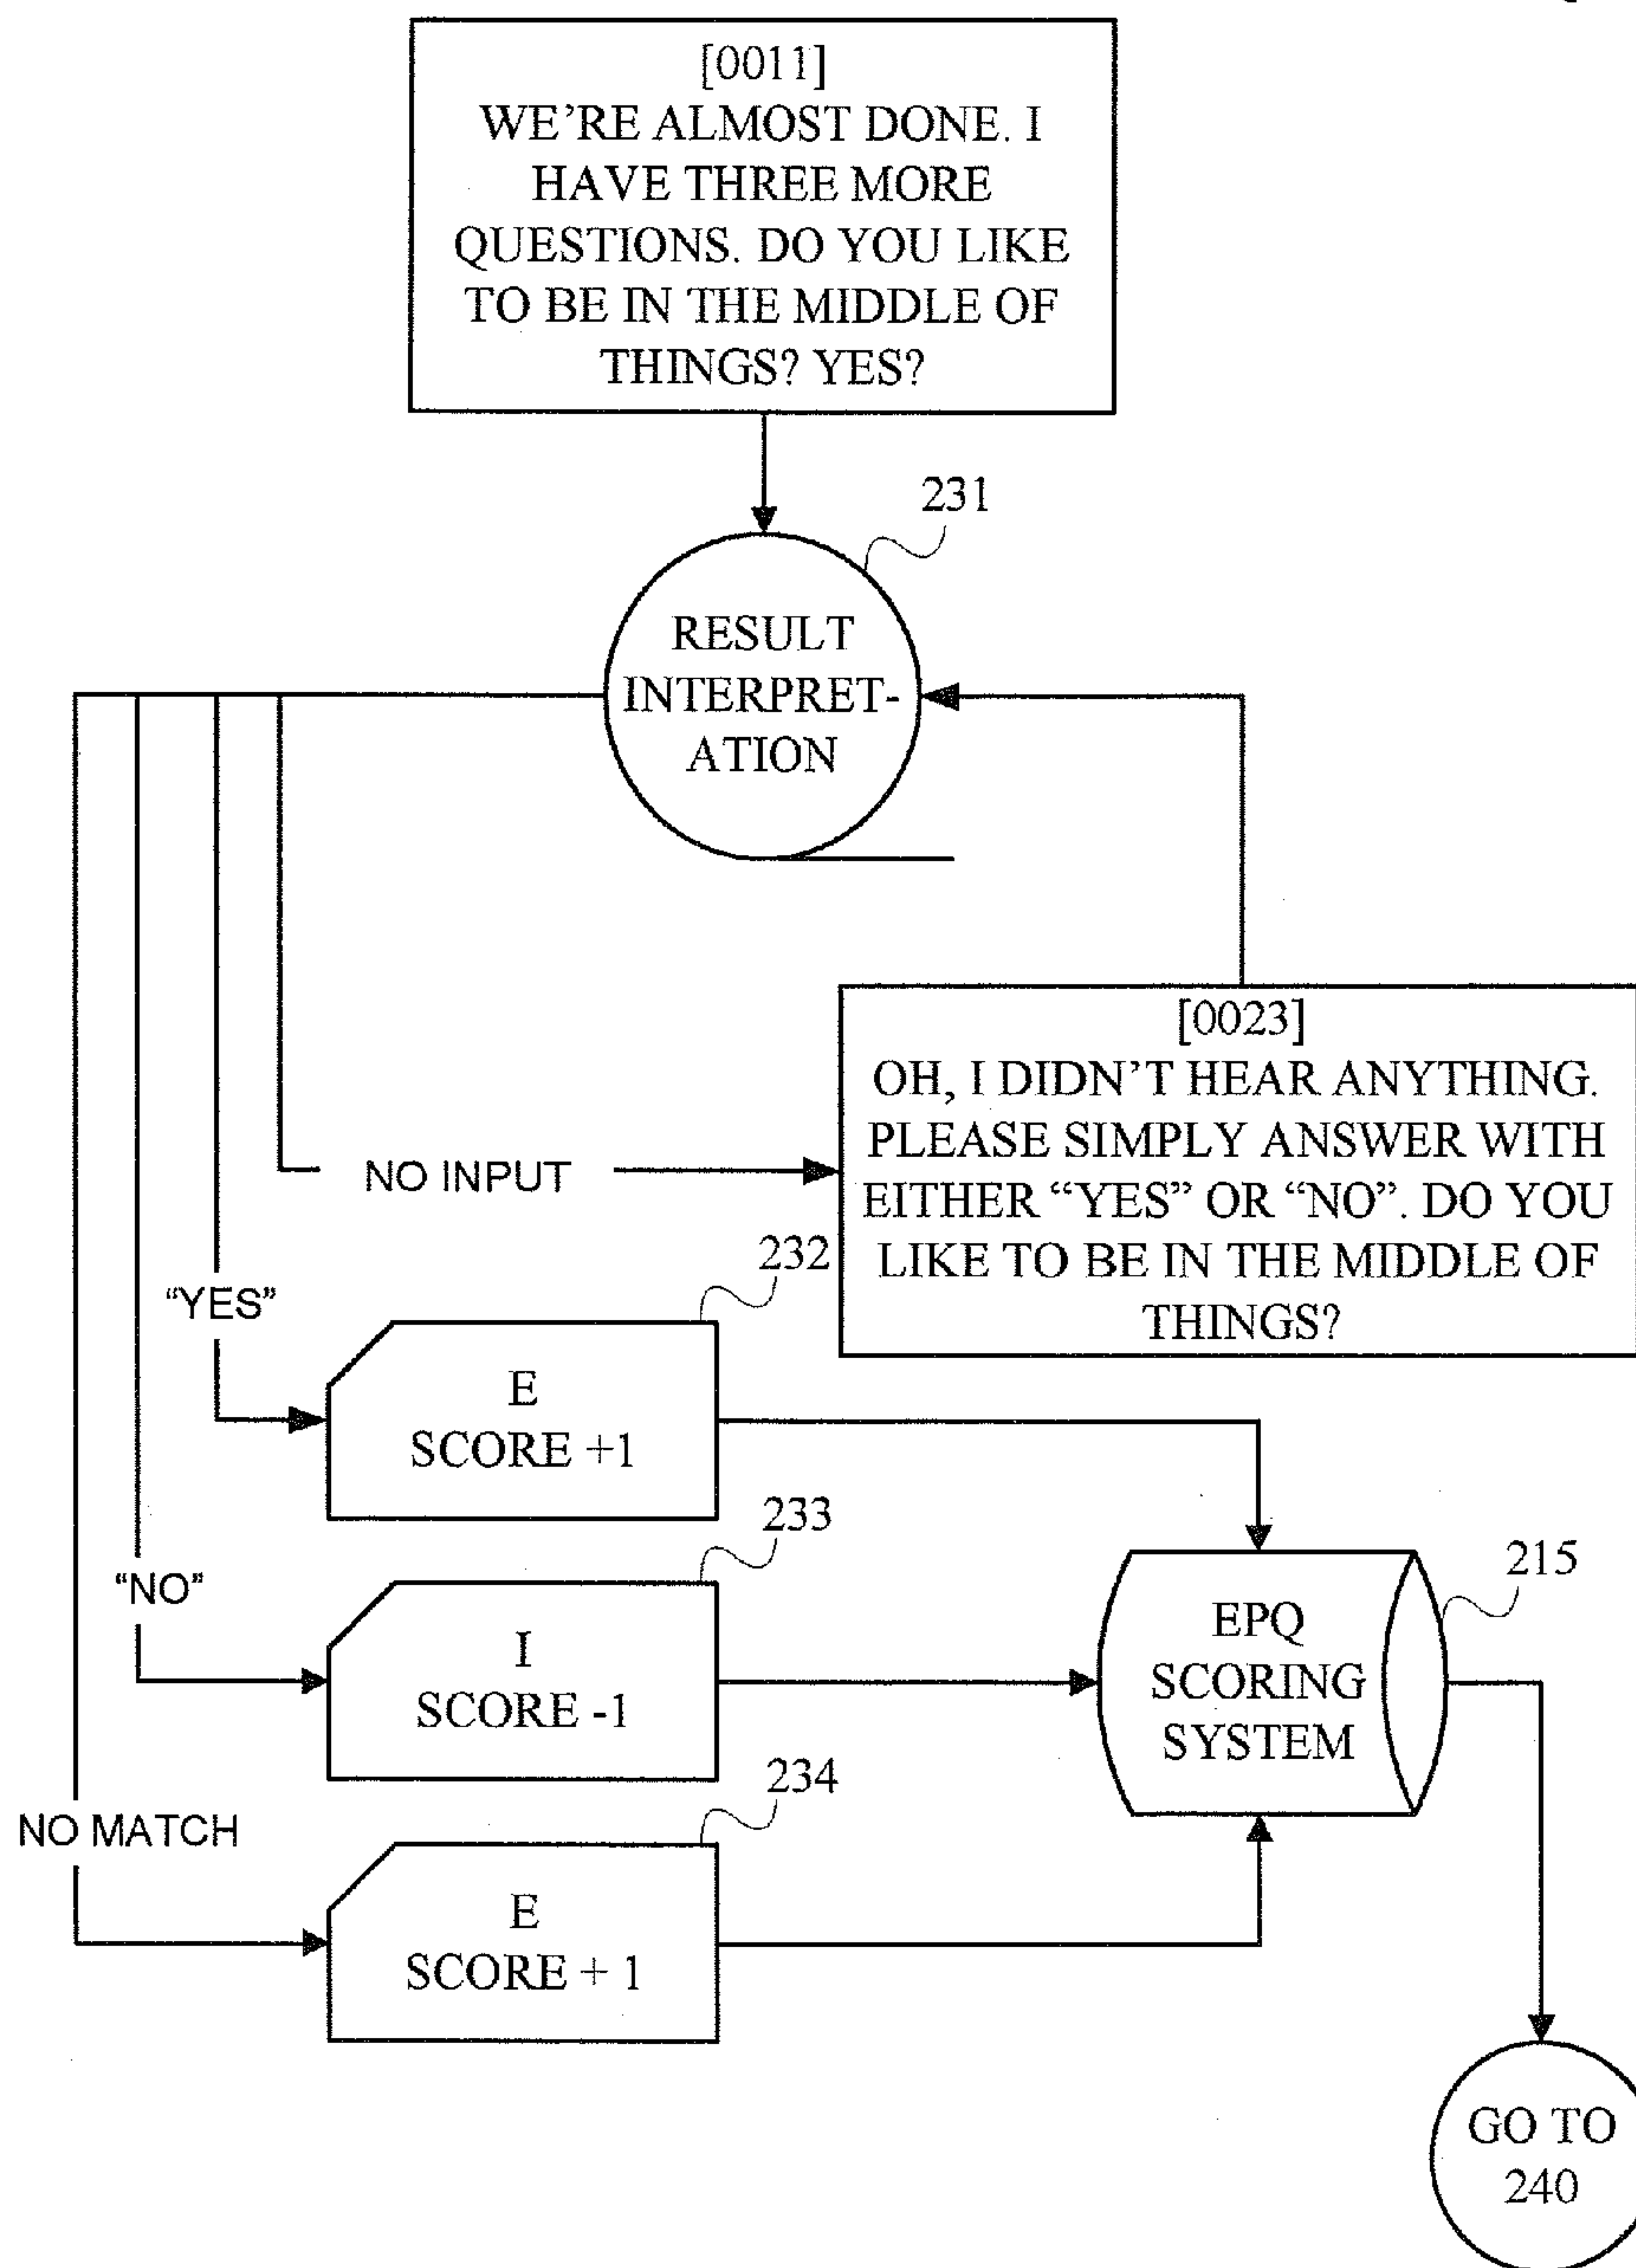 [0011]
WE'RE ALMOST DONE. I
HAVE THREE MORE
QUESTIONS. DO YOU LIKE
TO BE IN THE MIDDLE OF
THINGS? YES?
231
RESULT
INTERPRET-
ATION
[0023]
OH, I DIDN'T HEAR ANYTHING.
PLEASE SIMPLY ANSWER WITH
EITHER “YES” OR “NO”. DO YOU
LIKE TO BE IN THE MIDDLE OF
THINGS?
NO INPUT
232
“YES”
E
SCORE +1
233
“NO”
I
SCORE -1
215
EPQ
SCORING
SYSTEM
234
NO MATCH
E
SCORE + 1
GO TO
240